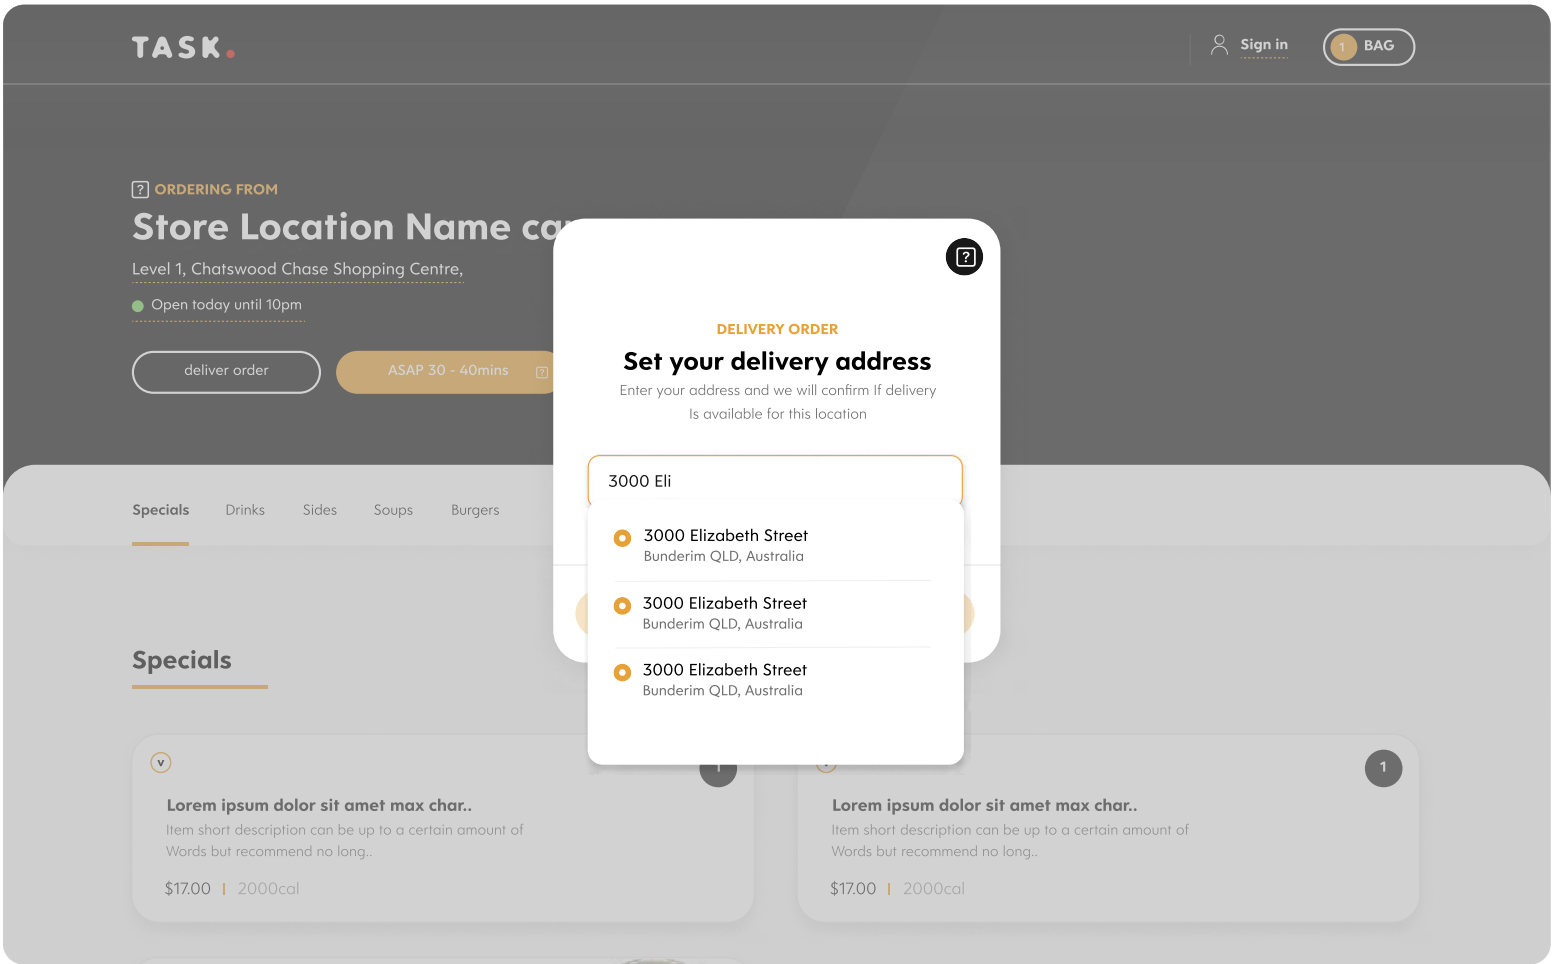 TASK.
Sign in
1 BAG
ORDERING FROM
Store Location Name
Level 1, Chatswood Chase Shopping Centre,
Open today until 10pm
deliver order
ASAP 30 - 40mins
DELIVERY ORDER
Set your delivery address
Enter your address and we will confirm If delivery
Is available for this location
3000 Eli
3000 Elizabeth Street
Bunderim QLD, Australia
3000 Elizabeth Street
Bunderim QLD, Australia
3000 Elizabeth Street
Bunderim QLD, Australia
Specials
Drinks
Sides
Soups
Burgers
Specials
v
1
Lorem ipsum dolor sit amet max char..
Item short description can be up to a certain amount of
Words but recommend no long..
$17.00 | 2000cal
1
Lorem ipsum dolor sit amet max char..
Item short description can be up to a certain amount of
Words but recommend no long..
$17.00 | 2000cal